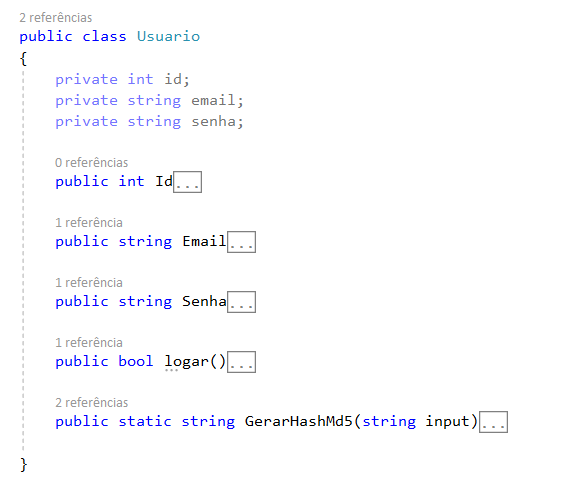 2 referências
public class Usuario
{
private int id;
private string email;
private string senha;
0 referências
public int Id...
1 referência
public string Email...
1 referência
public string Senha...
1 referência
public bool logar()...
2 referências
public static string GerarHashMd5(string input)...
}